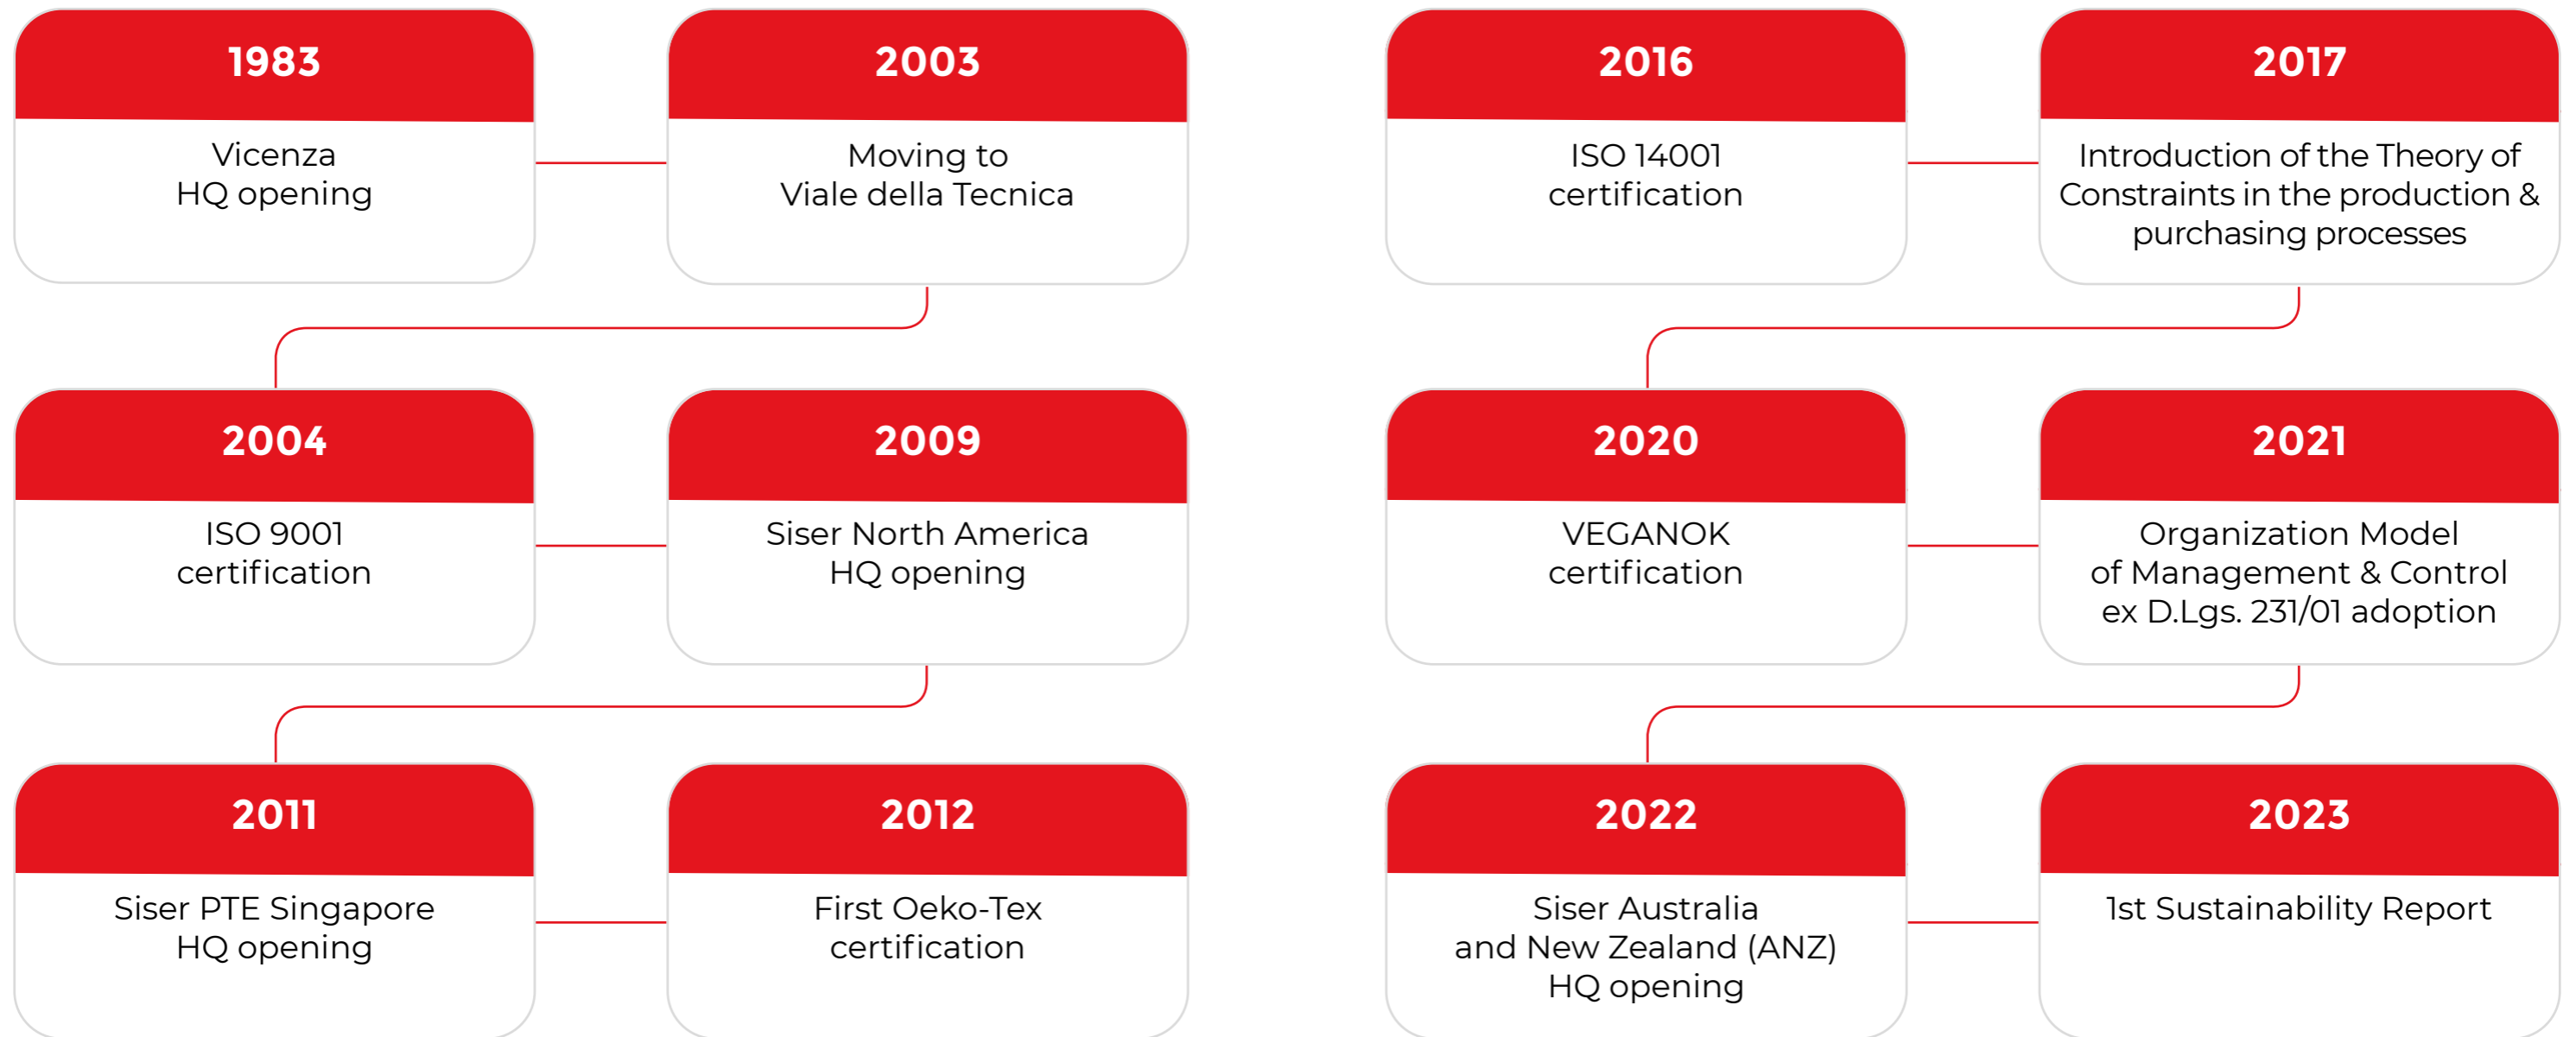 1983
Vicenza
HQ opening
2003
Moving to
Viale della Tecnica
2004
ISO 9001
certification
2009
Siser North America
HQ opening
2011
Siser PTE Singapore
HQ opening
2012
First Oeko-Tex
certification
2016
ISO 14001
certification
2017
Introduction of the Theory of
Constraints in the production &
purchasing processes
2020
VEGANOK
certification
2021
Organization Model
of Management & Control
ex D.Lgs. 231/01 adoption
2022
Siser Australia
and New Zealand (ANZ)
HQ opening
2023
1st Sustainability Report